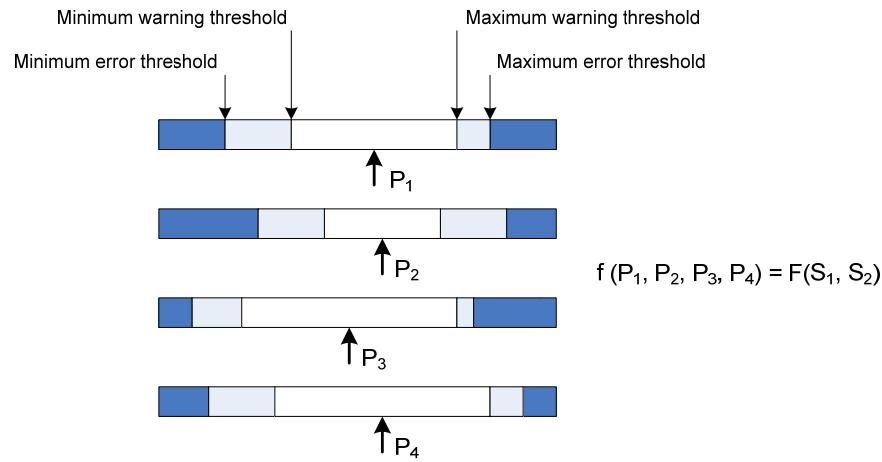 Minimum warning threshold
Maximum warning threshold
Minimum error threshold
Maximum error threshold
P₁
P₂
f (P₁, P₂, P₃, P₄) = F(S₁, S₂)
P₃
P₄